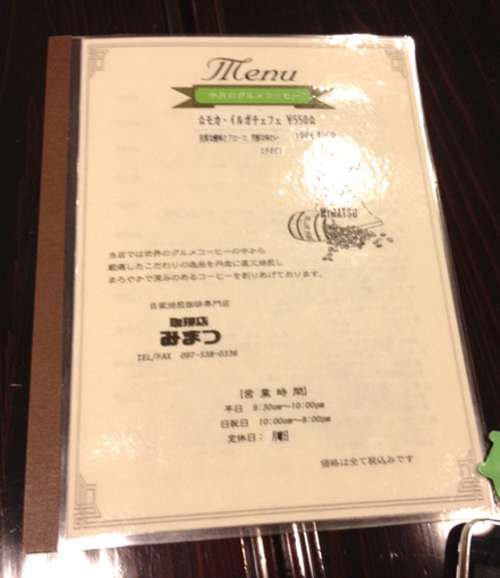 Menu
今月のグルメコーヒー
☆モカ・イルガチェフェ ¥550☆
MIMATSU
当店では世界のグルメコーヒーの中から
厳選したこだわりの逸品を丹念に直火焙煎し
まろやかで深みのあるコーヒーを創りあげております。
自家焙煎珈琲専門店
みまつ
TEL/FAX 097-538-0336
[営業時間]
平日 9:30am～10:00pm
日祝日 10:00am～8:00pm
定休日： 月曜日
価格は全て税込みです